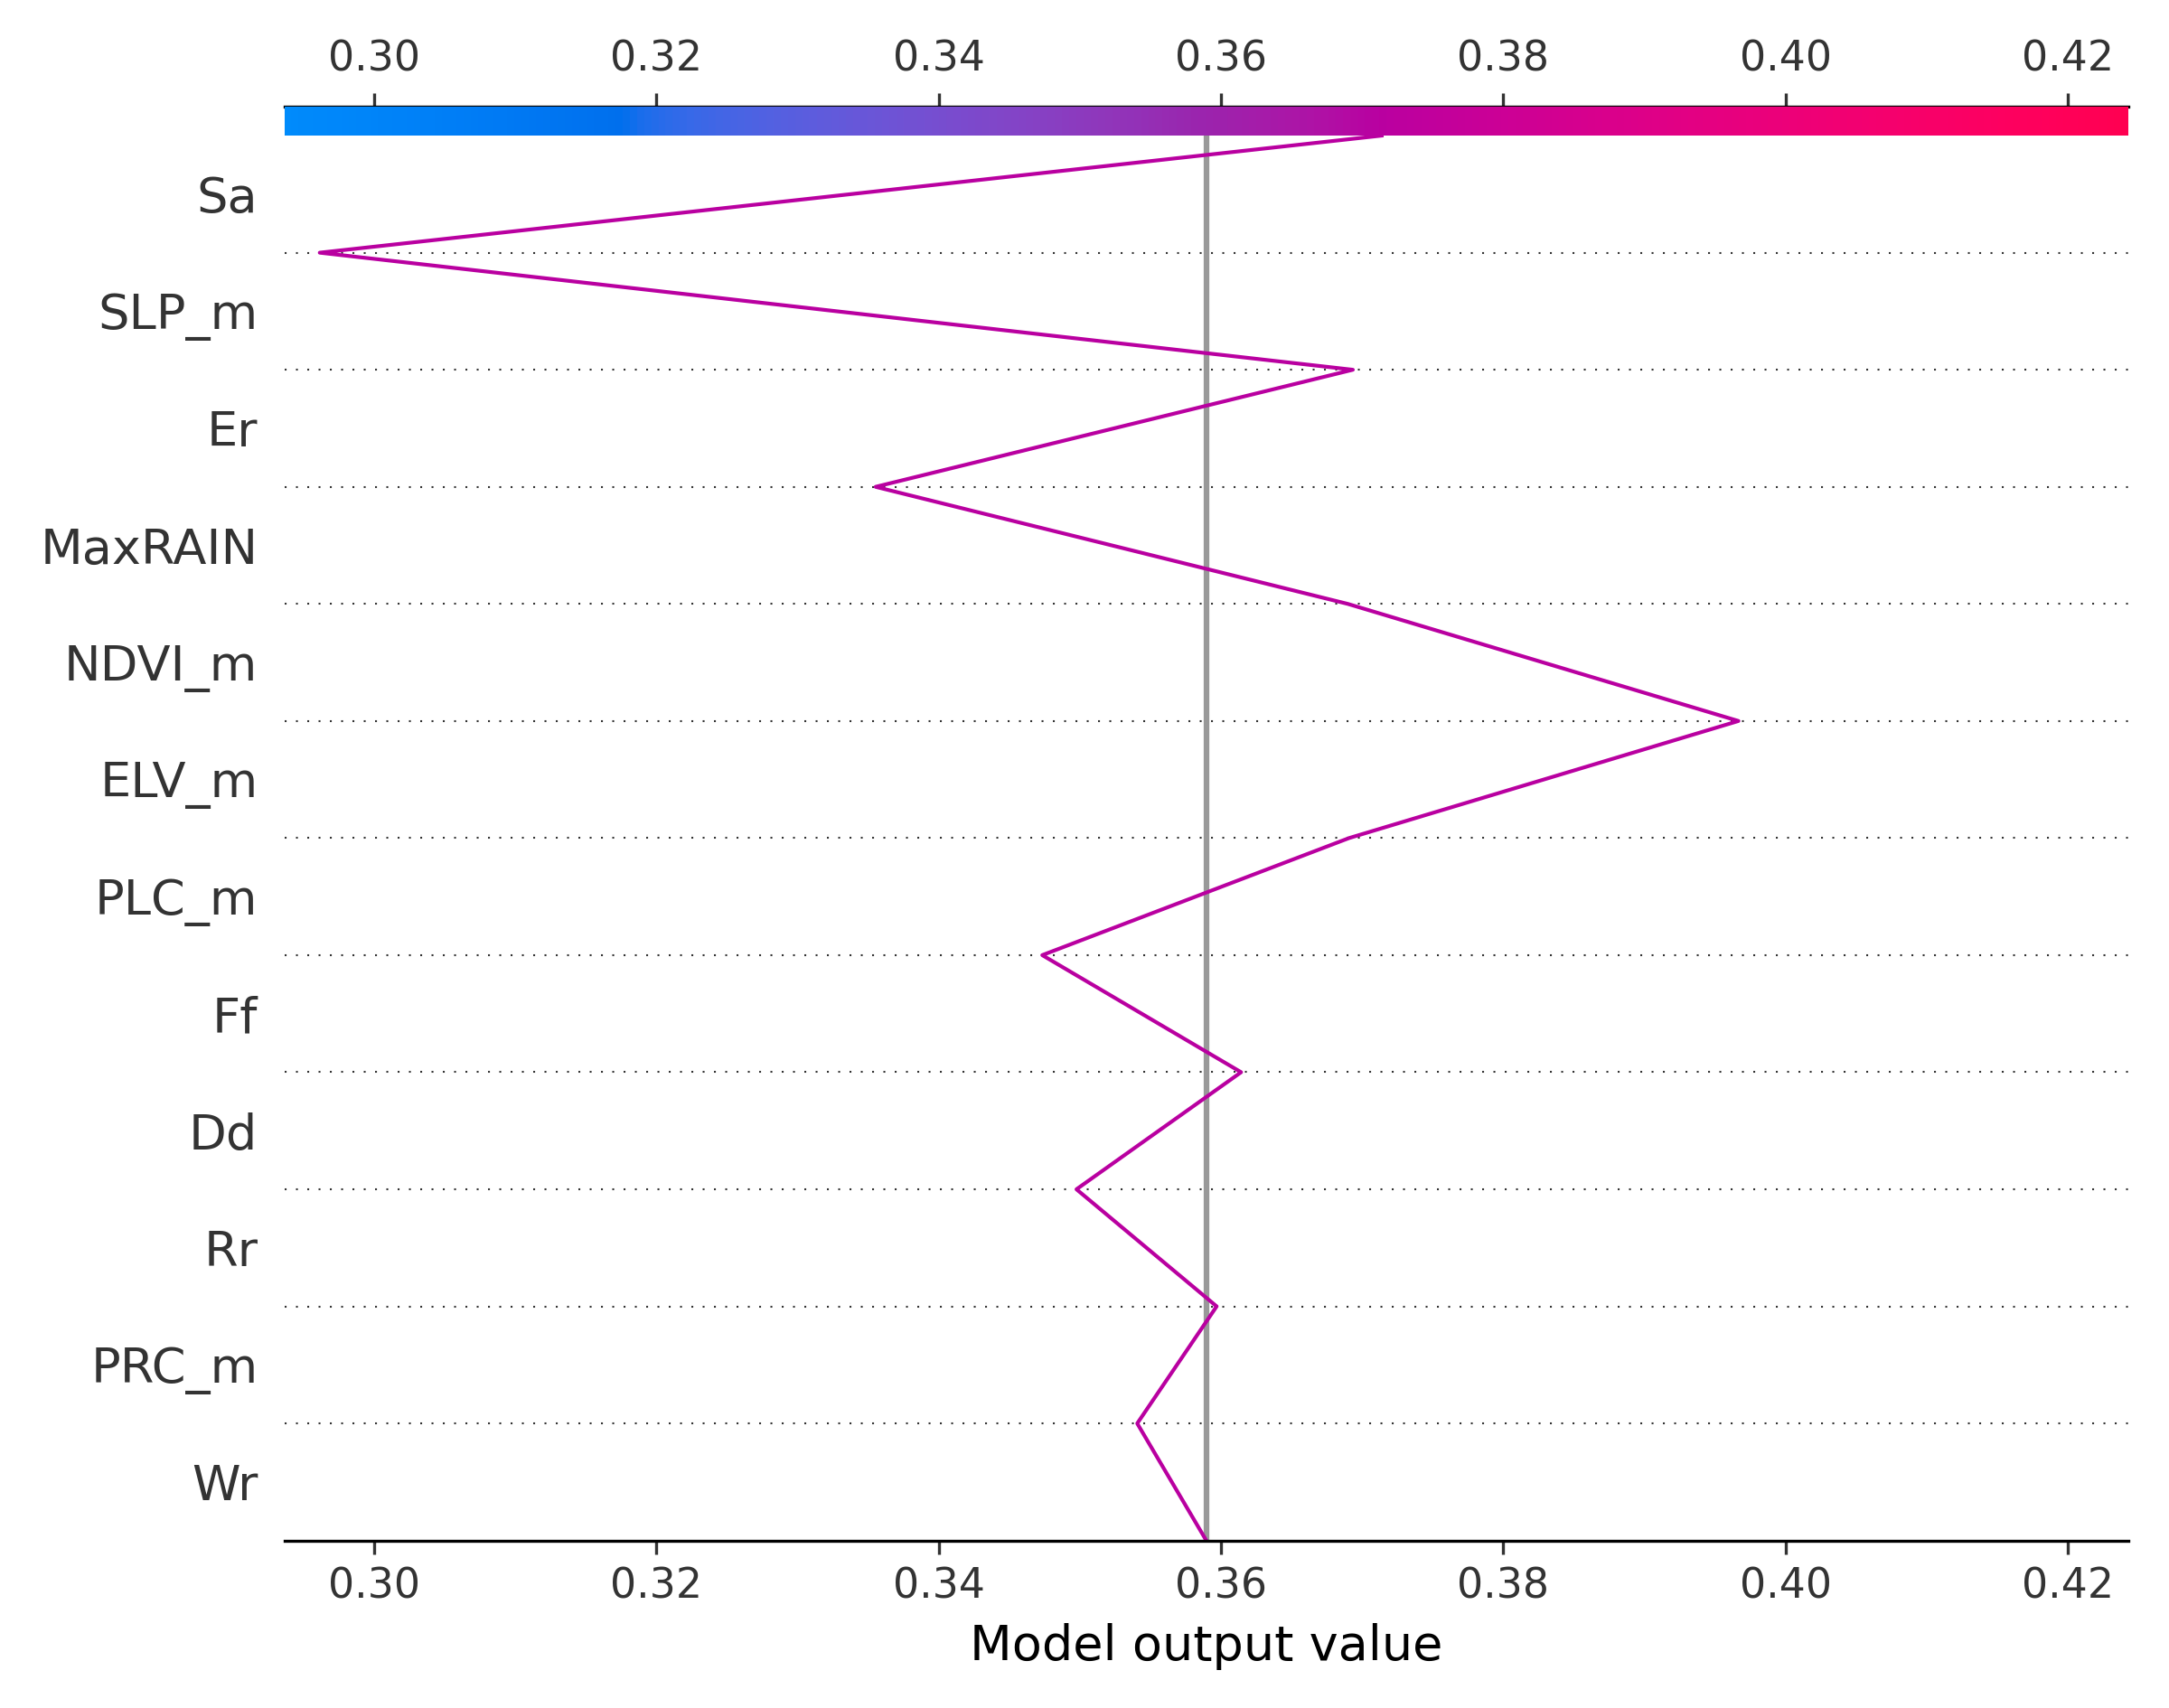 0.30 0.32 0.34 0.36 0.38 0.40 0.42
Sa
SLP_m
Er
MaxRAIN
NDVI_m
ELV_m
PLC_m
Ff
Dd
Rr
PRC_m
Wr
0.30 0.32 0.34 0.36 0.38 0.40 0.42
Model output value